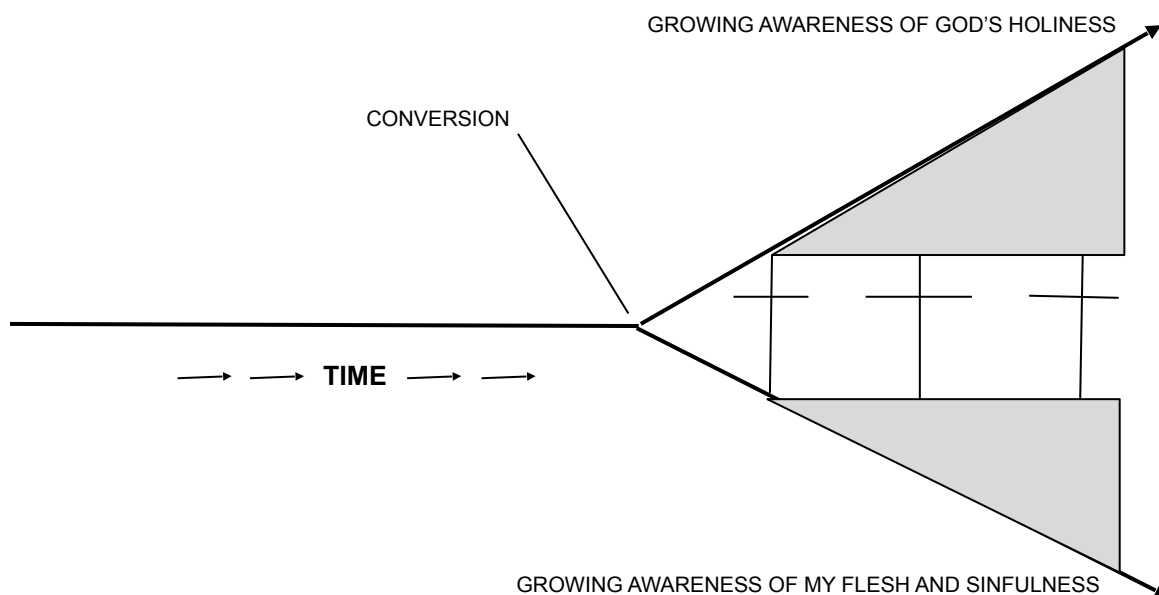 GROWING AWARENESS OF GOD’S HOLINESS
CONVERSION
TIME
GROWING AWARENESS OF MY FLESH AND SINFULNESS